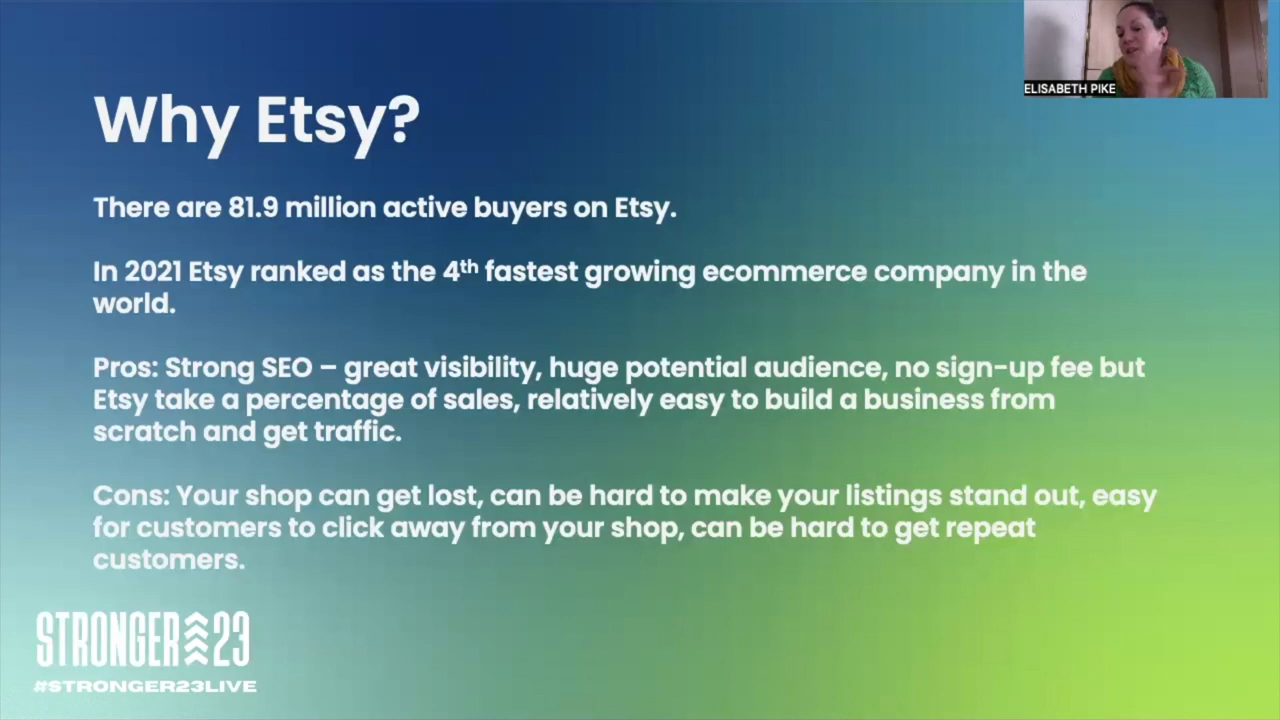 ELISABETH PIKE
Why Etsy?
There are 81.9 million active buyers on Etsy.
In 2021 Etsy ranked as the 4th fastest growing ecommerce company in the
world.
Pros: Strong SEO – great visibility, huge potential audience, no sign-up fee but
Etsy take a percentage of sales, relatively easy to build a business from
scratch and get traffic.
Cons: Your shop can get lost, can be hard to make your listings stand out, easy
for customers to click away from your shop, can be hard to get repeat
customers.
STRONGER 23
#STRONGER23LIVE